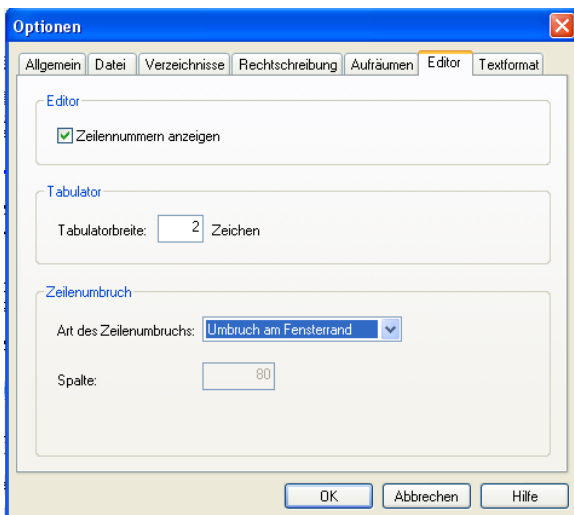 Optionen
Allgemein Datei Verzeichnisse Rechtschreibung Aufräumen Editor Textformat
Editor
Zeilennummern anzeigen
Tabulator
Tabulatorbreite: 2 Zeichen
Zeilenumbruch
Art des Zeilenumbruchs: Umbruch am Fensterrand
Spalte: 80
OK Abbrechen Hilfe